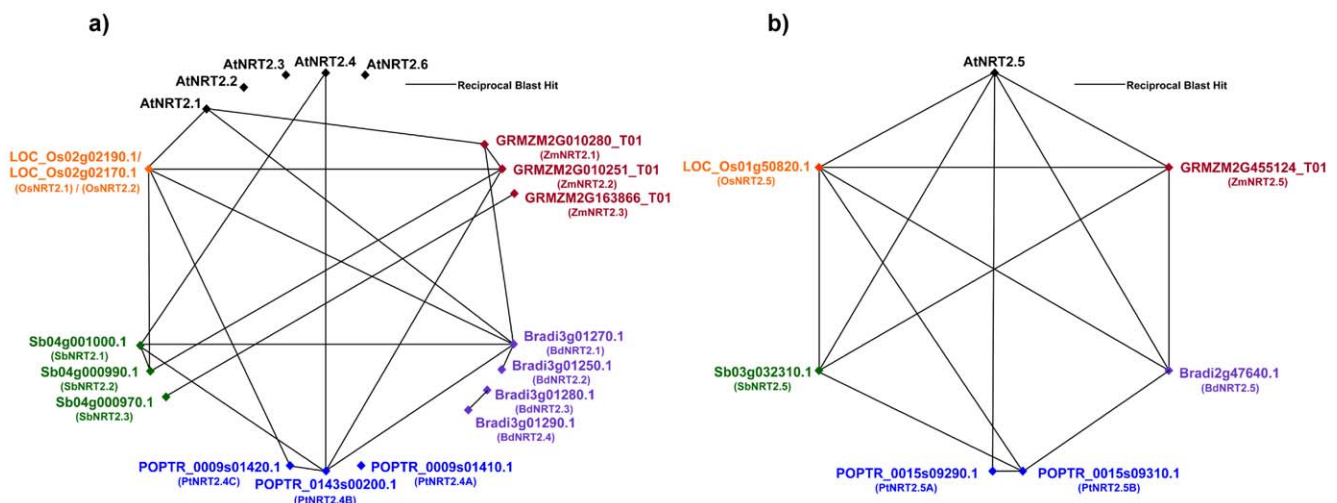 a)
AtNRT2.4
AtNRT2.3
AtNRT2.6
AtNRT2.2
Reciprocal Blast Hit
AtNRT2.1
GRMZM2G010280_T01
(ZmNRT2.1)
LOC_Os02g02190.1/
LOC_Os02g02170.1
(OsNRT2.1) / (OsNRT2.2)
GRMZM2G010251_T01
(ZmNRT2.2)
GRMZM2G163866_T01
(ZmNRT2.3)
Sb04g001000.1
(SbNRT2.1)
Sb04g000990.1
(SbNRT2.2)
Sb04g000970.1
(SbNRT2.3)
Bradi3g01270.1
(BdNRT2.1)
Bradi3g01250.1
(BdNRT2.2)
Bradi3g01280.1
(BdNRT2.3)
Bradi3g01290.1
(BdNRT2.4)
POPTR_0009s01420.1
(PtNRT2.4C)
POPTR_0143s00200.1
(PtNRT2.4B)
POPTR_0009s01410.1
(PtNRT2.4A)
b)
AtNRT2.5
Reciprocal Blast Hit
LOC_Os01g50820.1
(OsNRT2.5)
GRMZM2G455124_T01
(ZmNRT2.5)
Sb03g032310.1
(SbNRT2.5)
Bradi2g47640.1
(BdNRT2.5)
POPTR_0015s09290.1
(PtNRT2.5A)
POPTR_0015s09310.1
(PtNRT2.5B)